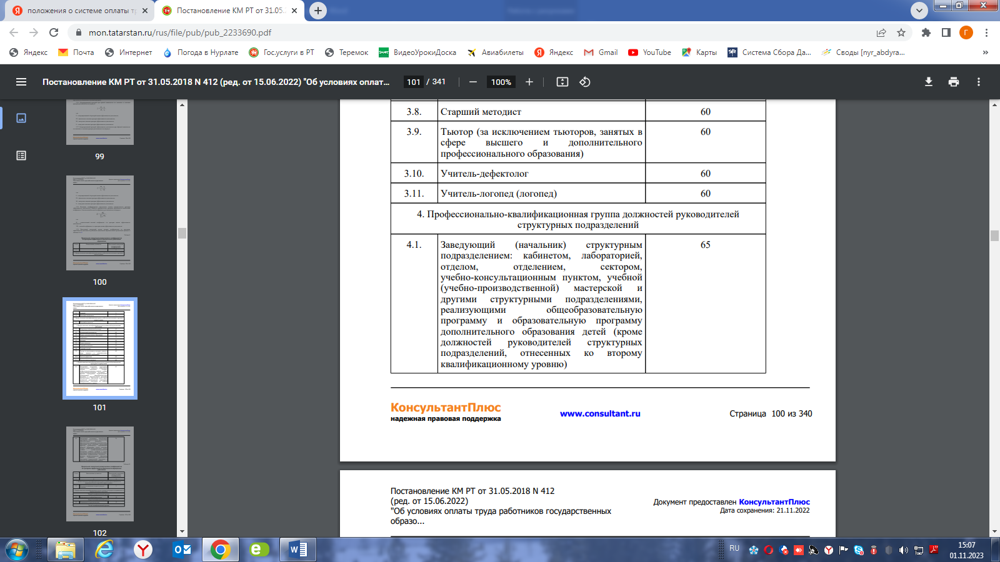 положения о системе оплаты тр
Постановление КМ РТ от 31.05.
mon.tatarstan.ru/rus/file/pub/pub_2233690.pdf
Г
Яндекс
Почта
Интернет
Погода в Нурлате
Гос.услуги в РТ
Теремок
ВидеоУрокиДоска
Авиабилеты
Яндекс
Gmail
YouTube
Карты
Система Сбора Да...
Своды [nyr_abdyra...
»
Постановление КМ РТ от 31.05.2018 N 412 (ред. от 15.06.2022) "Об условиях оплат...
101 / 341
100%
99
100
101
102
3.8. Старший методист 60
3.9. Тьютор (за исключением тьюторов, занятых в 60
сфере высшего и дополнительного
профессионального образования)
3.10. Учитель-дефектолог 60
3.11. Учитель-логопед (логопед) 60
4. Профессионально-квалификационная группа должностей руководителей
структурных подразделений
4.1. Заведующий (начальник) структурным 65
подразделением: кабинетом, лабораторией,
отделом, отделением, сектором,
учебно-консультационным пунктом, учебной
(учебно-производственной) мастерской и
другими структурными подразделениями,
реализующими общеобразовательную
программу и образовательную программу
дополнительного образования детей (кроме
должностей руководителей структурных
подразделений, отнесенных ко второму
квалификационному уровню)
КонсультантПлюс
надежная правовая поддержка
www.consultant.ru
Страница 100 из 340
Постановление КМ РТ от 31.05.2018 N 412
(ред. от 15.06.2022)
"Об условиях оплаты труда работников государственных
образо...
Документ предоставлен КонсультантПлюс
Дата сохранения: 21.11.2022
RU
15:07
01.11.2023